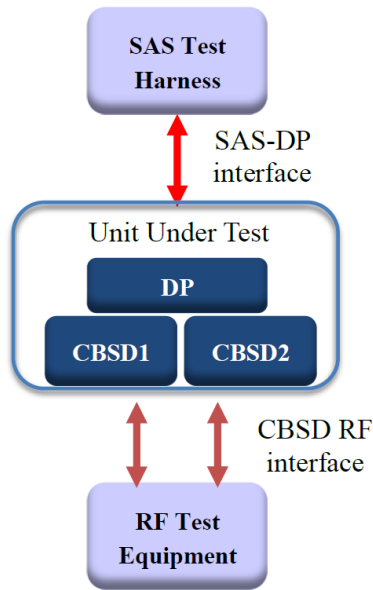 SAS Test
Harness
SAS-DP
interface
Unit Under Test
DP
CBSD1
CBSD2
CBSD RF
interface
RF Test
Equipment